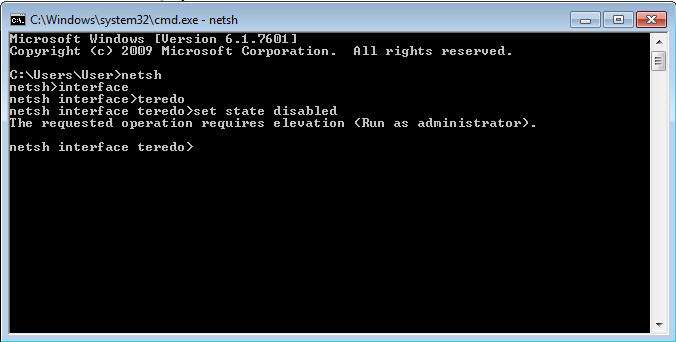 C:\Windows\system32\cmd.exe - netsh
Microsoft Windows [Version 6.1.7601]
Copyright (c) 2009 Microsoft Corporation.  All rights reserved.
C:\Users\User>netsh
netsh>interface
netsh interface>teredo
netsh interface teredo>set state disabled
The requested operation requires elevation (Run as administrator).
netsh interface teredo>